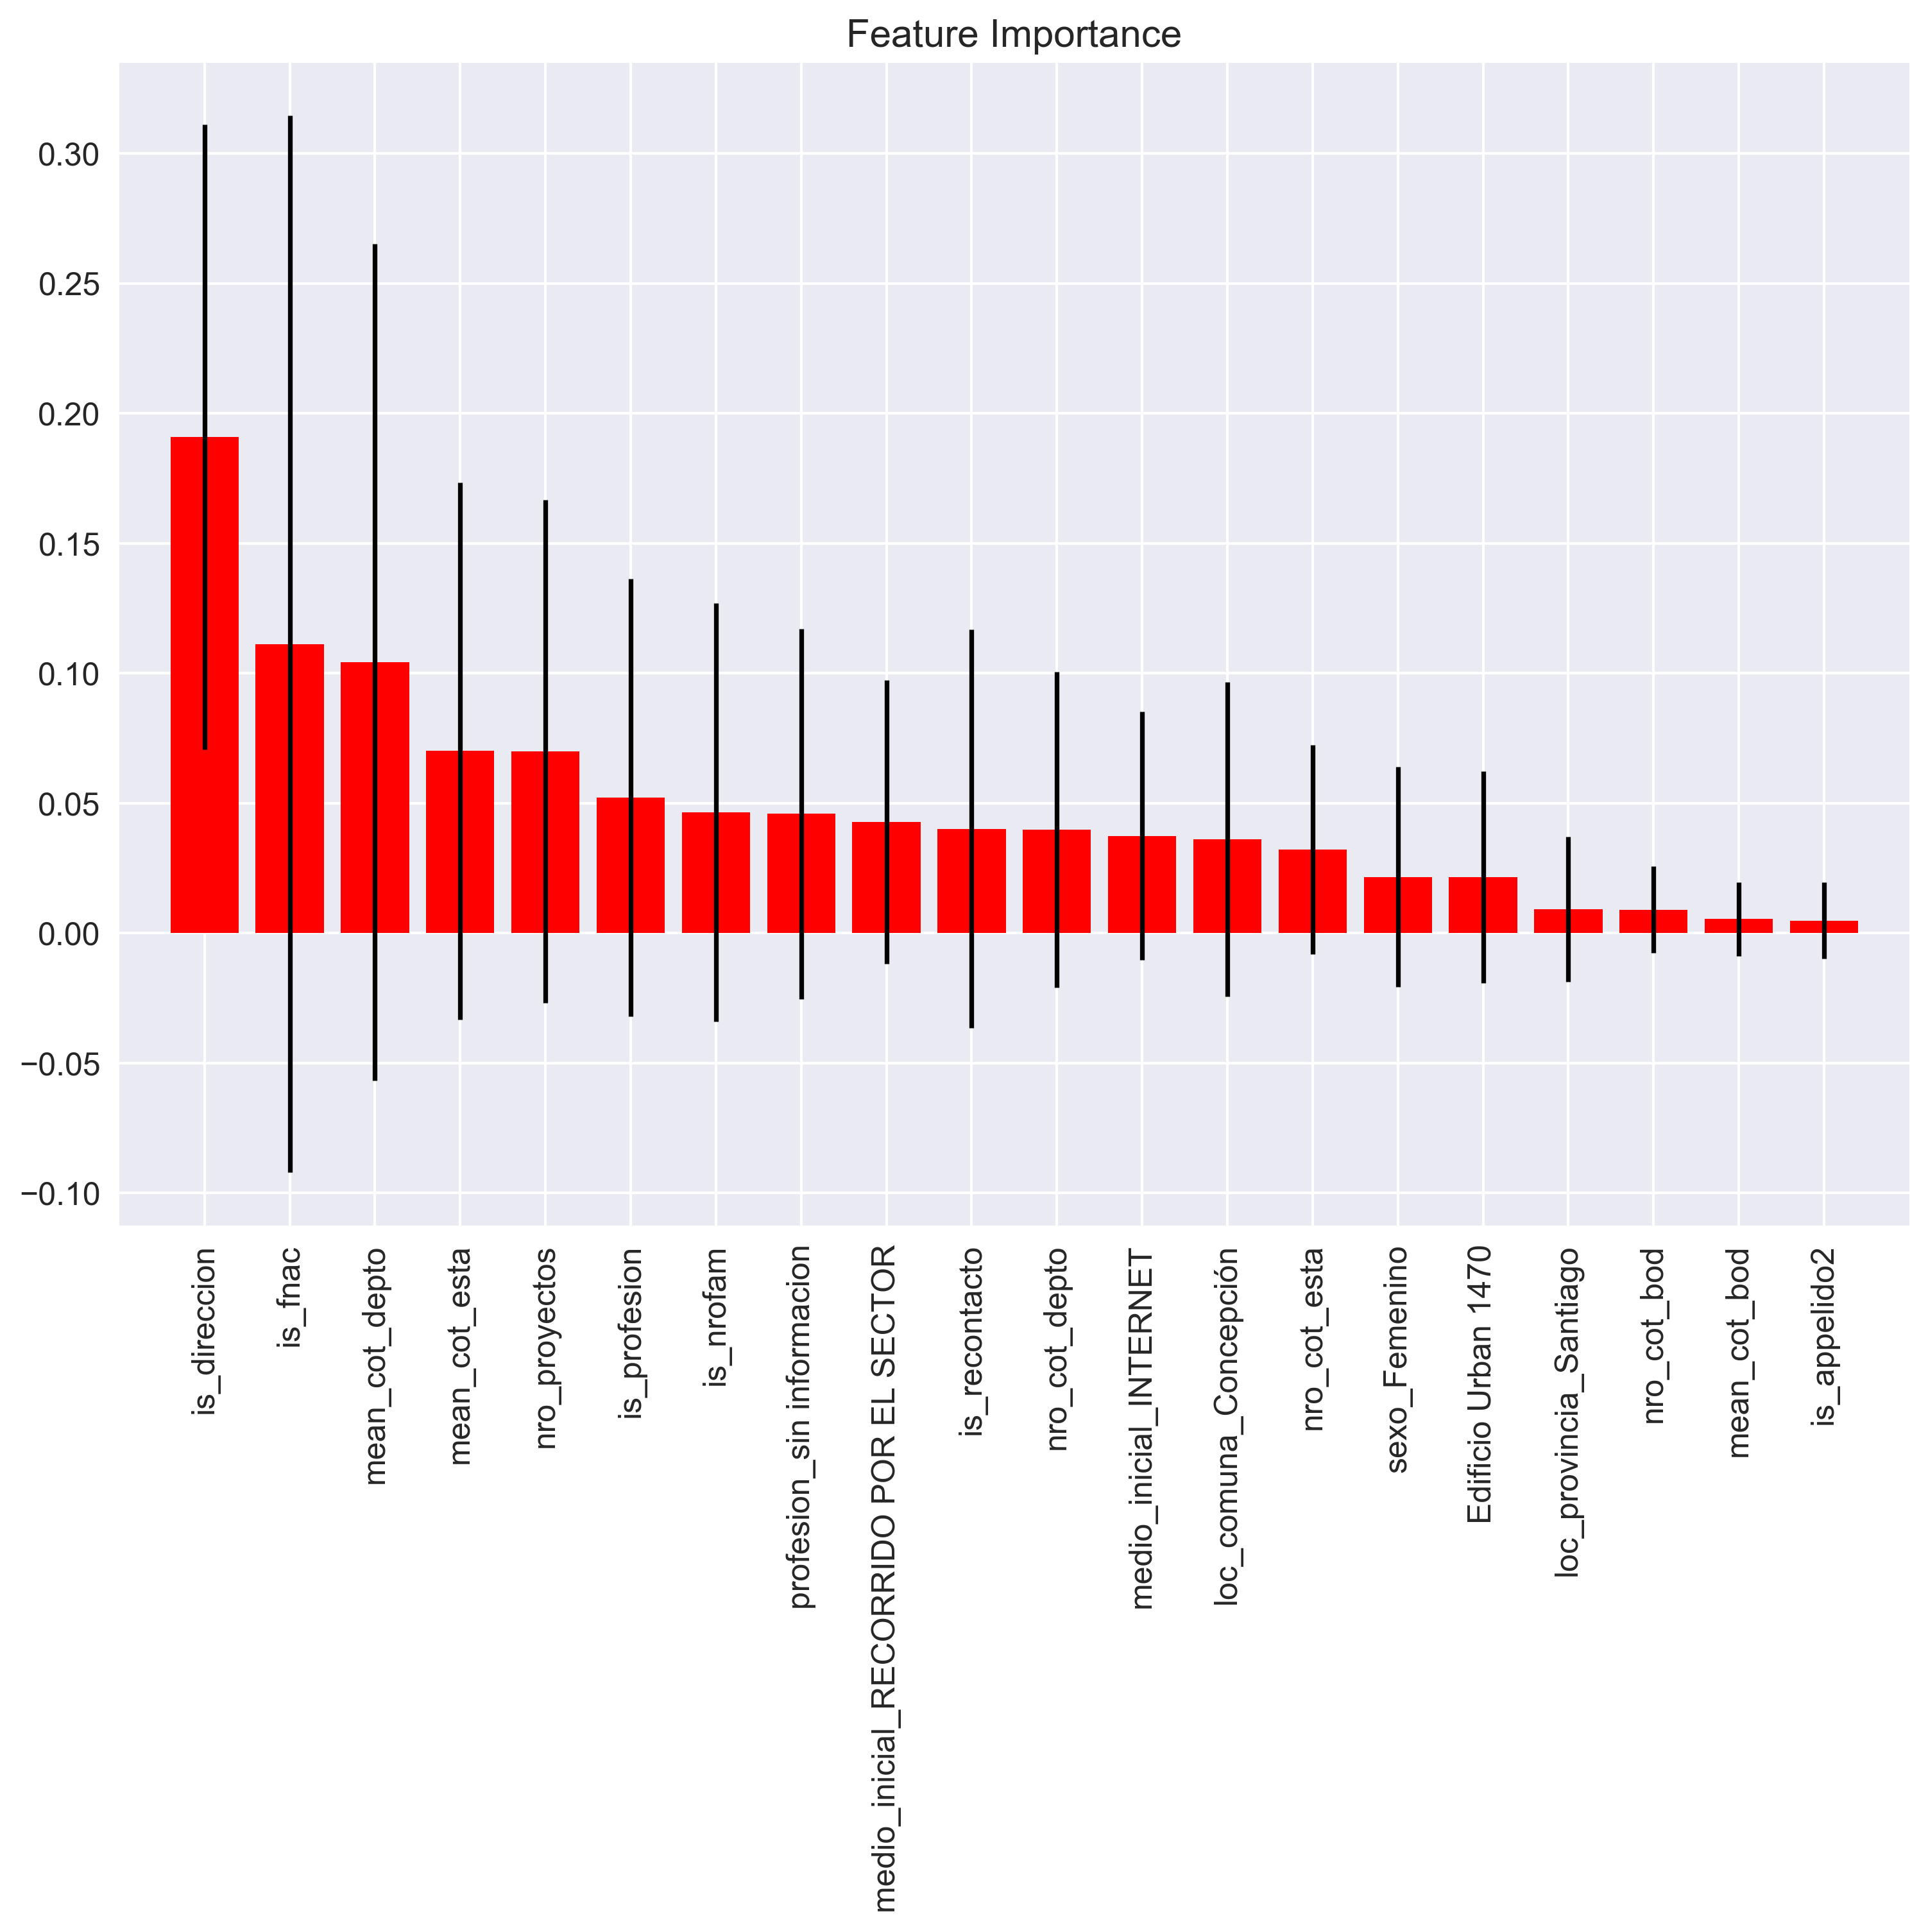 Feature Importance
0.30
0.25
0.20
0.15
0.10
0.05
0.00
−0.05
−0.10
is_direccion
is_fnac
mean_cot_depto
mean_cot_esta
nro_proyectos
is_profesion
is_nrofam
profesion_sin informacion
medio_inicial_RECORRIDO POR EL SECTOR
is_recontacto
nro_cot_depto
medio_inicial_INTERNET
loc_comuna_Concepción
nro_cot_esta
sexo_Femenino
Edificio Urban 1470
loc_provincia_Santiago
nro_cot_bod
mean_cot_bod
is_appelido2